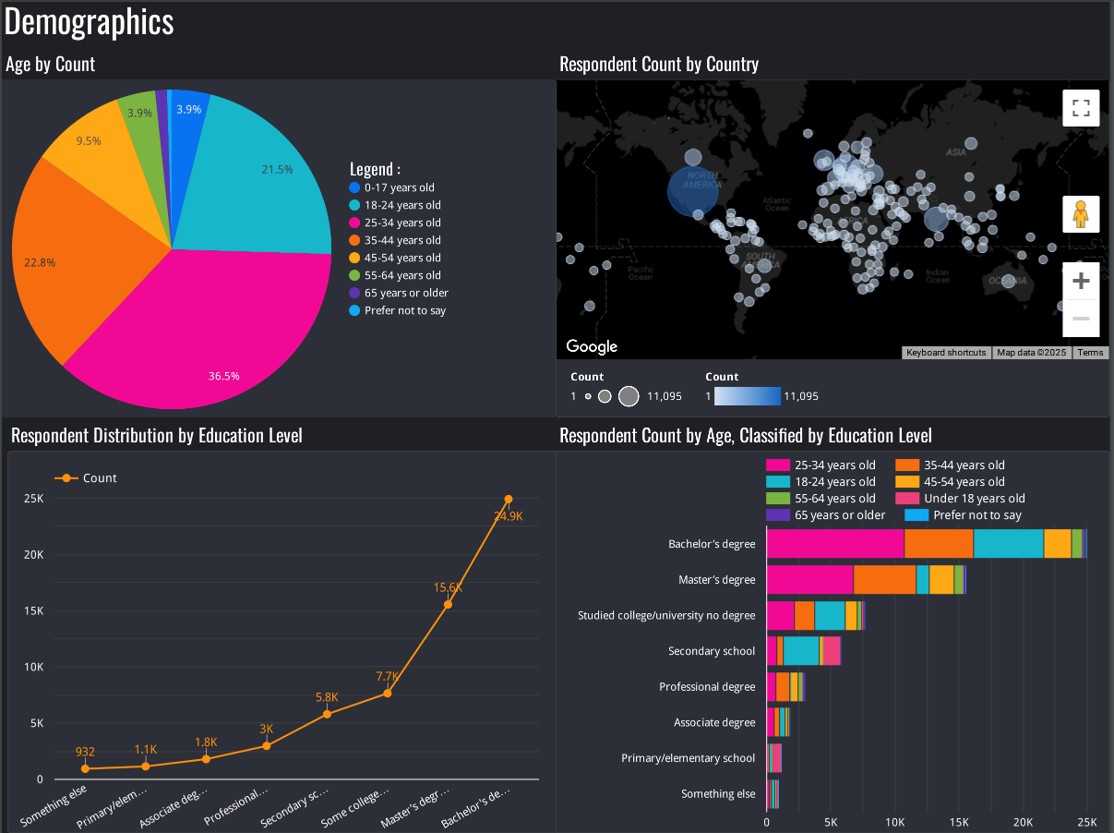 Demographics
Age by Count
3.9%
3.9%
21.5%
9.5%
22.8%
36.5%
Legend :
0-17 years old
18-24 years old
25-34 years old
35-44 years old
45-54 years old
55-64 years old
65 years or older
Prefer not to say
Respondent Count by Country
NORTH
AMERICA
ASIA
Atlantic
Ocean
AFRICA
SOUTH
AMERICA
Pacific
Ocean
Indian
Ocean
OCEANIA
Google
Keyboard shortcuts
Map data ©2025
Terms
Count
1
11,095
Count
1
11,095
Respondent Distribution by Education Level
Count
25K
20K
15K
10K
5K
0
932
1.1K
1.8K
3K
5.8K
7.7K
15.6K
24.9K
Something else
Primary/elem...
Associate deg...
Professional...
Secondary sc...
Some college...
Master's degr...
Bachelor's de...
Respondent Count by Age, Classified by Education Level
25-34 years old
35-44 years old
18-24 years old
45-54 years old
55-64 years old
Under 18 years old
65 years or older
Prefer not to say
Bachelor's degree
Master's degree
Studied college/university no degree
Secondary school
Professional degree
Associate degree
Primary/elementary school
Something else
0
5K
10K
15K
20K
25K